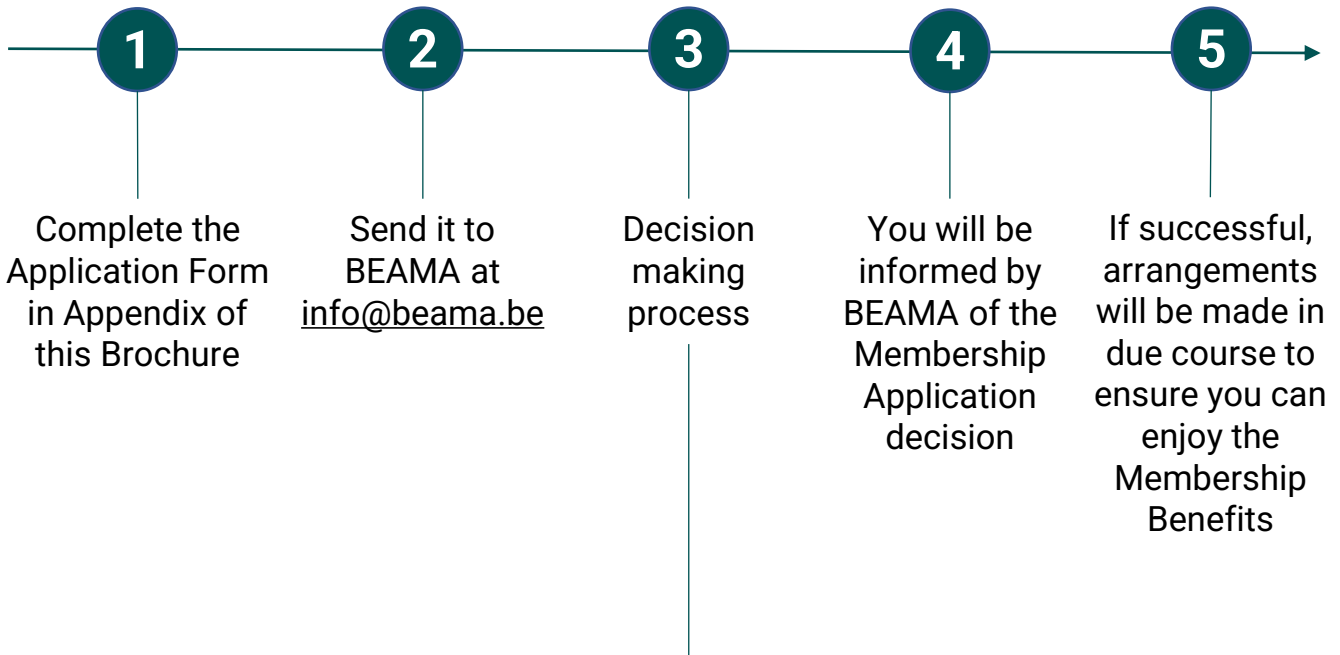 1
2
3
4
5
Complete the
Application Form
in Appendix of
this Brochure
Send it to
BEAMA at
info@beama.be
Decision
making
process
You will be
informed by
BEAMA of the
Membership
Application
decision
If successful,
arrangements
will be made in
due course to
ensure you can
enjoy the
Membership
Benefits